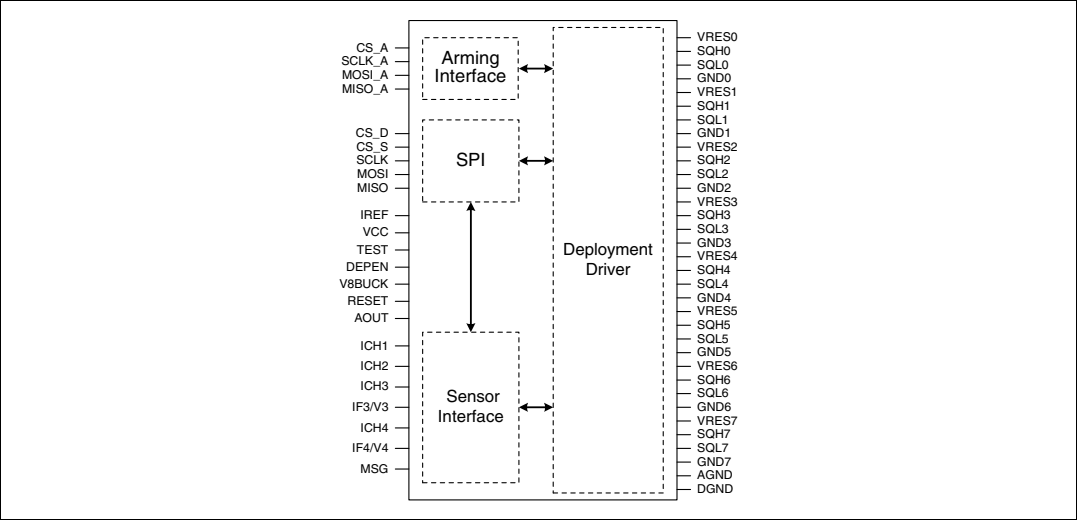 CS_A
SCLK_A
MOSI_A
MISO_A
CS_D
CS_S
SCLK
MOSI
MISO
IREF
VCC
TEST
DEPEN
V8BUCK
RESET
AOUT
ICH1
ICH2
ICH3
IF3/V3
ICH4
IF4/V4
MSG
Arming
Interface
SPI
Sensor
Interface
Deployment
Driver
VRES0
SQH0
SQL0
GND0
VRES1
SQH1
SQL1
GND1
VRES2
SQH2
SQL2
GND2
VRES3
SQH3
SQL3
GND3
VRES4
SQH4
SQL4
GND4
VRES5
SQH5
SQL5
GND5
VRES6
SQH6
SQL6
GND6
VRES7
SQH7
SQL7
GND7
AGND
DGND